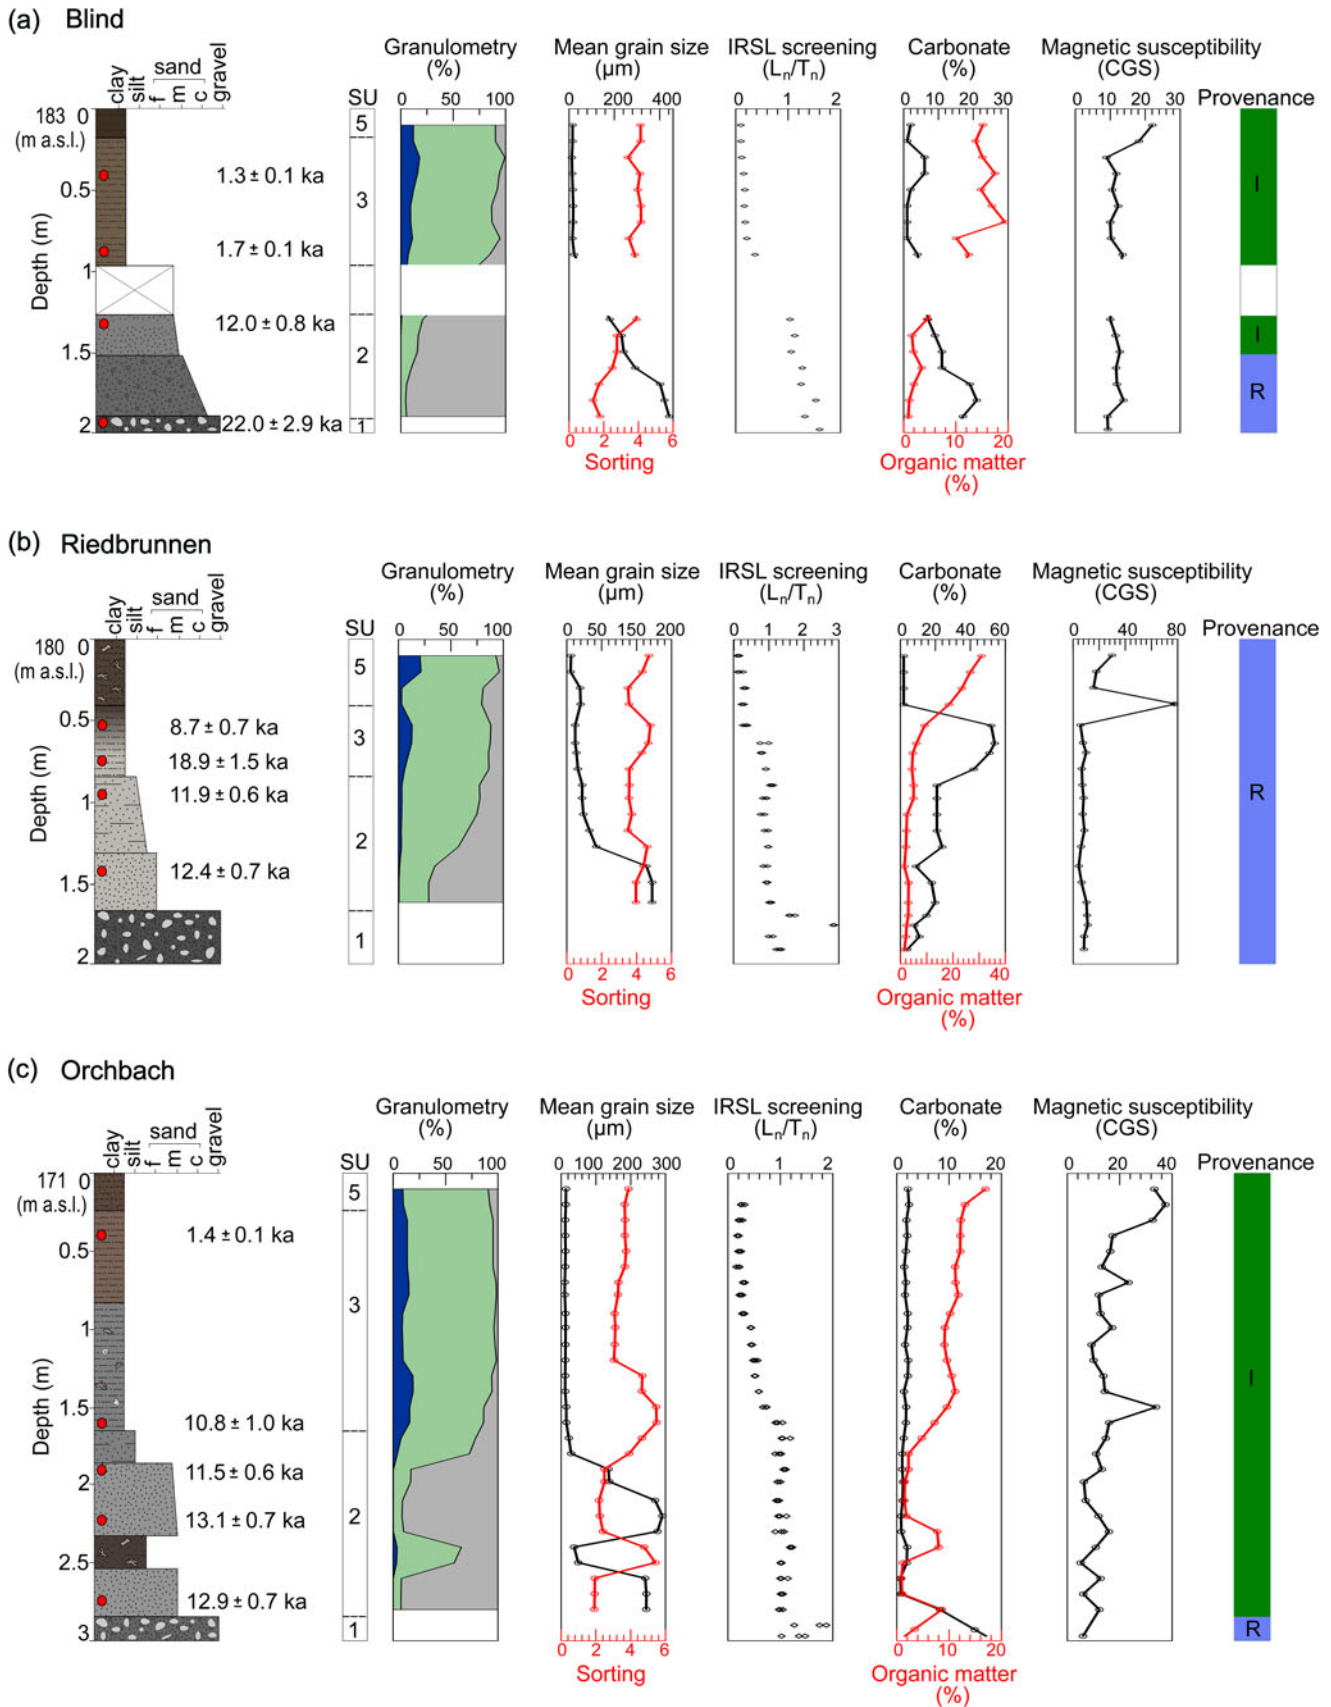 (a) Blind
clay
silt
sand
f m c
gravel
Granulometry
(%)
Mean grain size
(µm)
IRSL screening
(Ln/Tn)
Carbonate
(%)
Magnetic susceptibility
(CGS)
Provenance
SU
0 50 100
0 200 400
0 1 2
0 10 20 30
0 10 20 30
183 0
(m a.s.l.)
0.5
1
1.5
2
Depth (m)
1.3 ± 0.1 ka
1.7 ± 0.1 ka
12.0 ± 0.8 ka
22.0 ± 2.9 ka
5
3
2
1
I
I
R
0 2 4 6
Sorting
0 10 20
Organic matter
(%)
(b) Riedbrunnen
clay
silt
sand
f m c
gravel
Granulometry
(%)
Mean grain size
(µm)
IRSL screening
(Ln/Tn)
Carbonate
(%)
Magnetic susceptibility
(CGS)
Provenance
SU
0 50 100
0 50 100 150 200
0 1 2 3
0 20 40 60
0 40 80
180 0
(m a.s.l.)
0.5
1
1.5
2
Depth (m)
8.7 ± 0.7 ka
18.9 ± 1.5 ka
11.9 ± 0.6 ka
12.4 ± 0.7 ka
5
3
2
1
R
0 2 4 6
Sorting
0 10 20 30 40
Organic matter
(%)
(c) Orchbach
clay
silt
sand
f m c
gravel
Granulometry
(%)
Mean grain size
(µm)
IRSL screening
(Ln/Tn)
Carbonate
(%)
Magnetic susceptibility
(CGS)
Provenance
SU
0 50 100
0 100 200 300
0 1 2
0 10 20
0 20 40
171 0
(m a.s.l.)
0.5
1
1.5
2
2.5
3
Depth (m)
1.4 ± 0.1 ka
10.8 ± 1.0 ka
11.5 ± 0.6 ka
13.1 ± 0.7 ka
12.9 ± 0.7 ka
5
3
2
1
I
R
0 2 4 6
Sorting
0 10 20
Organic matter
(%)